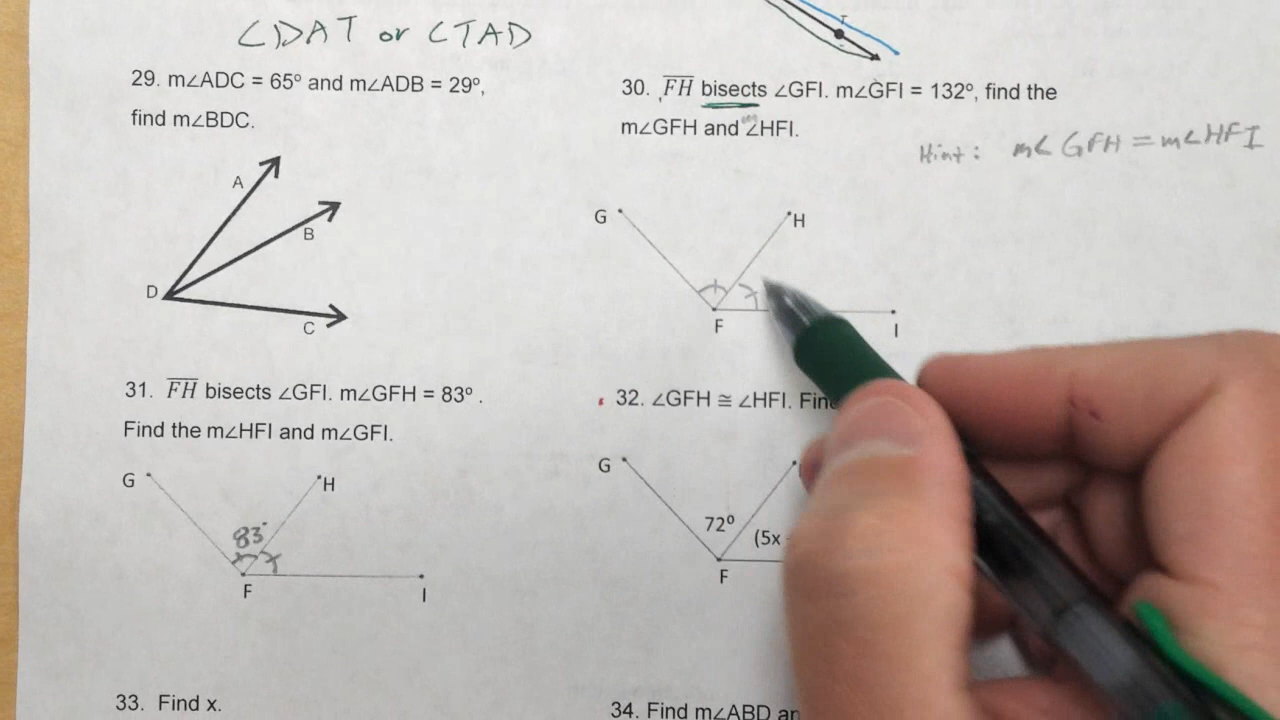 ∠DAT or ∠TAD
29. m∠ADC = 65° and m∠ADB = 29°,
find m∠BDC.
A
B
D
C
30. FH bisects ∠GFI. m∠GFI = 132°, find the
m∠GFH and m∠HFI.
Hint: m∠GFH = m∠HFI
G
H
F
I
31. FH bisects ∠GFI. m∠GFH = 83°.
Find the m∠HFI and m∠GFI.
G
H
83°
F
I
32. ∠GFH ≅ ∠HFI. Find
G
72°
(5x
F
33. Find x.
34. Find m∠ABD